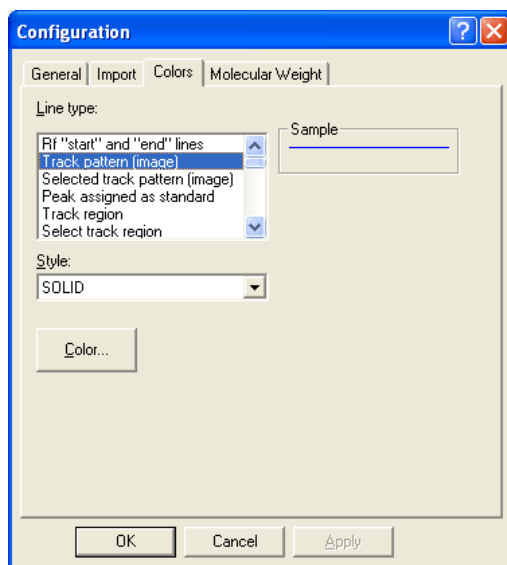 Configuration
General Import Colors Molecular Weight
Line type:
Rf "start" and "end" lines
Track pattern (image)
Selected track pattern (image)
Peak assigned as standard
Track region
Select track region
Sample
Style:
SOLID
Color...
OK Cancel Apply